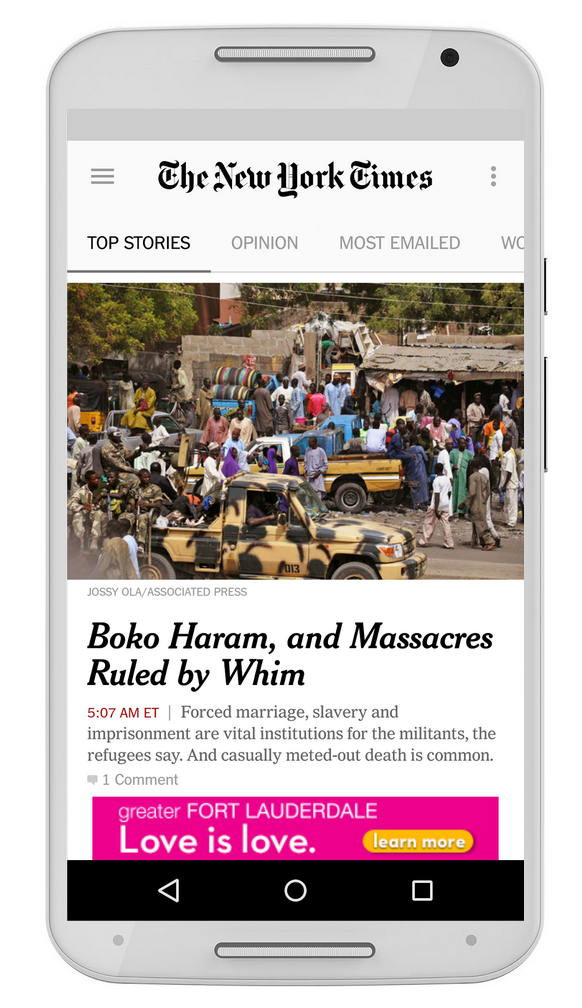 The New York Times
TOP STORIES OPINION MOST EMAILED WO
013
JOSSY OLA/ASSOCIATED PRESS
Boko Haram, and Massacres
Ruled by Whim
5:07 AM ET | Forced marriage, slavery and
imprisonment are vital institutions for the militants, the
refugees say. And casually meted-out death is common.
1 Comment
greater FORT LAUDERDALE
Love is love. learn more